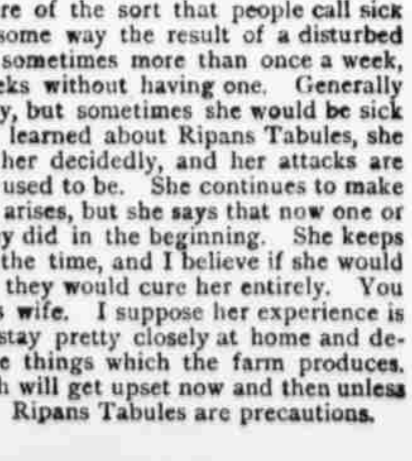 re of the sort that people call sick
some way the result of a disturbed
sometimes more than once a week,
eks without having one. Generally
y, but sometimes she would be sick
learned about Ripans Tabules, she
her decidedly, and her attacks are
used to be. She continues to make
arises, but she says that now one or
y did in the beginning. She keeps
the time, and I believe if she would
they would cure her entirely. You
s wife. I suppose her experience is
stay pretty closely at home and de-
e things which the farm produces.
h will get upset now and then unless
Ripans Tabules are precautions.